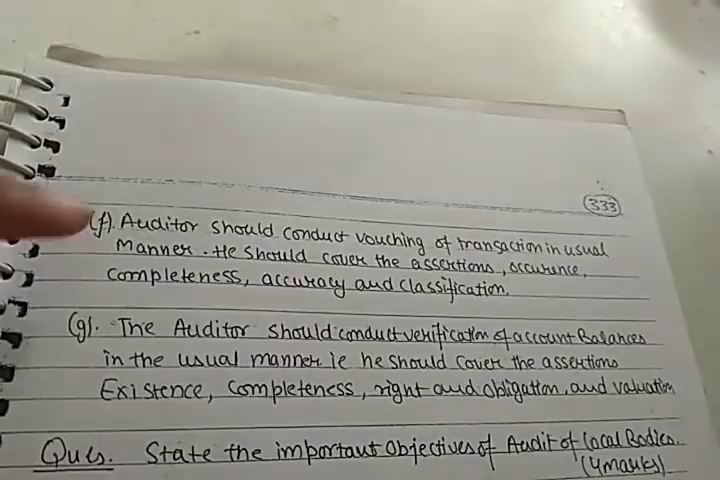 333
(f). Auditor should conduct vouching of transaction in usual
Manner. He should cover the assertions, occurence,
completeness, accuracy and classification.
(g). The Auditor should conduct verification of account Balances
in the usual manner ie he should cover the assertions
Existence, completeness, right and obligation, and valuation
Ques. State the important Objectives of Audit of Local Bodies.
(4marks)